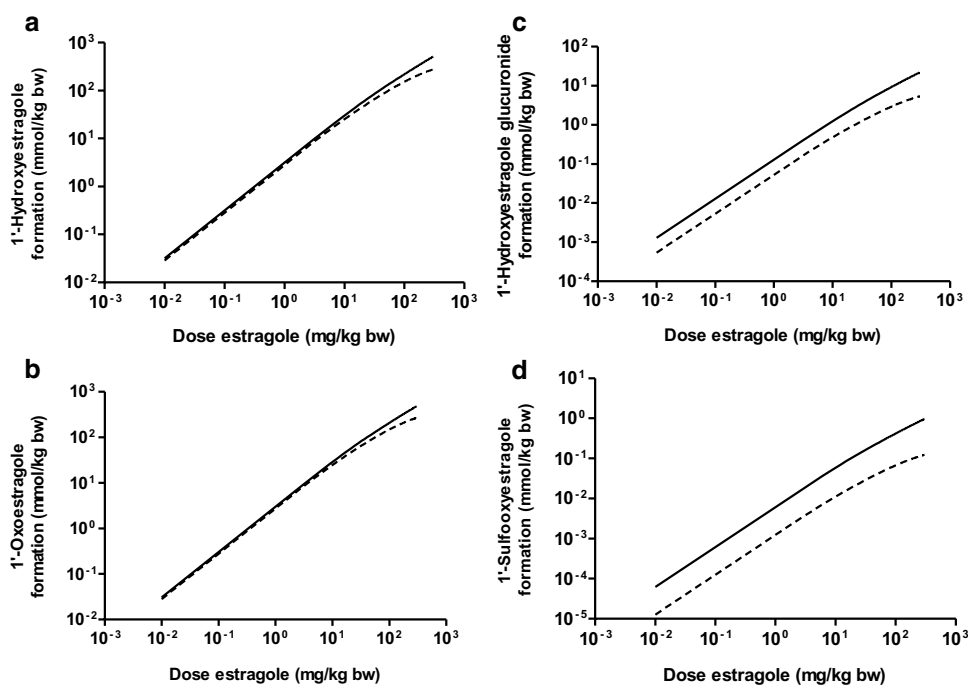 a
1'-Hydroxyestragole
formation (mmol/kg bw)
10³
10²
10¹
10⁰
10⁻¹
10⁻²
10⁻³ 10⁻² 10⁻¹ 10⁰ 10¹ 10² 10³
Dose estragole (mg/kg bw)
c
1'-Hydroxyestragole glucuronide
formation (mmol/kg bw)
10²
10¹
10⁰
10⁻¹
10⁻²
10⁻³
10⁻⁴
10⁻³ 10⁻² 10⁻¹ 10⁰ 10¹ 10² 10³
Dose estragole (mg/kg bw)
b
1'-Oxoestragole
formation (mmol/kg bw)
10³
10²
10¹
10⁰
10⁻¹
10⁻²
10⁻³ 10⁻² 10⁻¹ 10⁰ 10¹ 10² 10³
Dose estragole (mg/kg bw)
d
1'-Sulfooxyestragole
formation (mmol/kg bw)
10¹
10⁰
10⁻¹
10⁻²
10⁻³
10⁻⁴
10⁻⁵
10⁻³ 10⁻² 10⁻¹ 10⁰ 10¹ 10² 10³
Dose estragole (mg/kg bw)